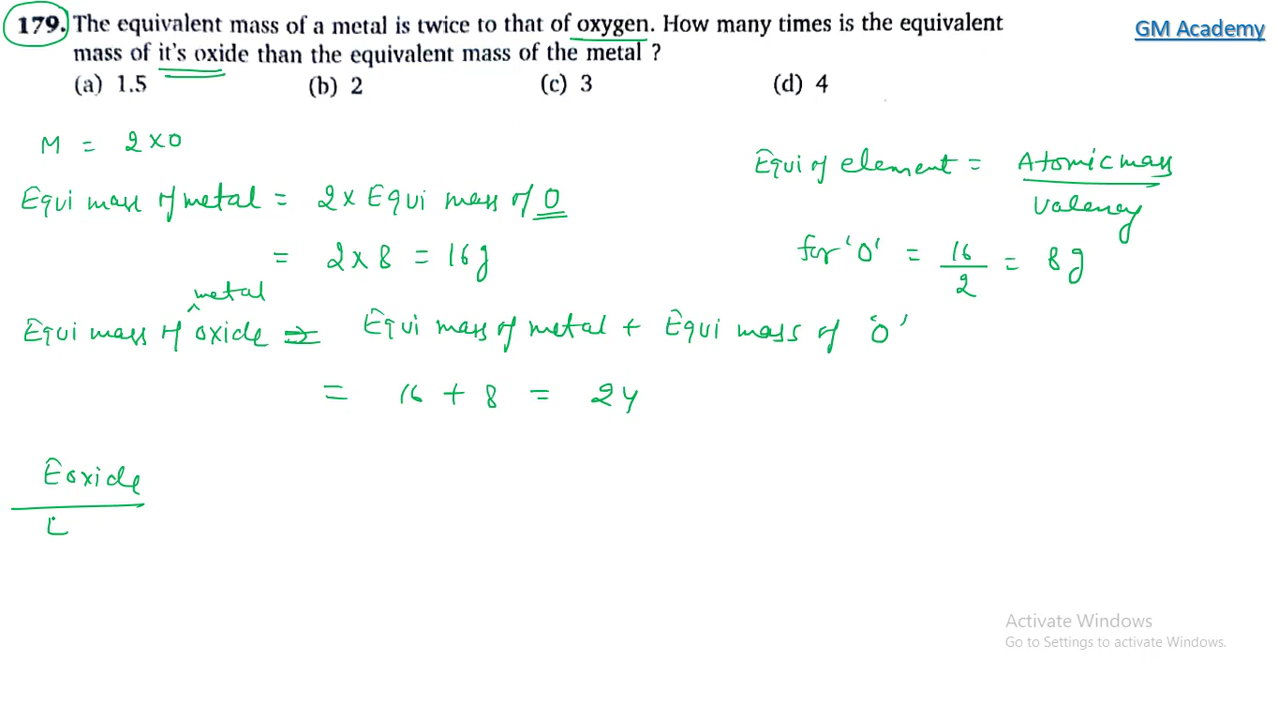 179. The equivalent mass of a metal is twice to that of oxygen. How many times is the equivalent
mass of it's oxide than the equivalent mass of the metal ?
(a) 1.5 (b) 2 (c) 3 (d) 4
GM Academy
M = 2 × O
Equi mass of metal = 2 × Equi mass of O
= 2 × 8 = 16g
Equi of element = Atomic mass
Valency
for 'O' = 16
2
= 8g
metal
Equi mass of ^ oxide = Equi mass of metal + Equi mass of 'O'
= 16 + 8 = 24
E oxide
Activate Windows
Go to Settings to activate Windows.